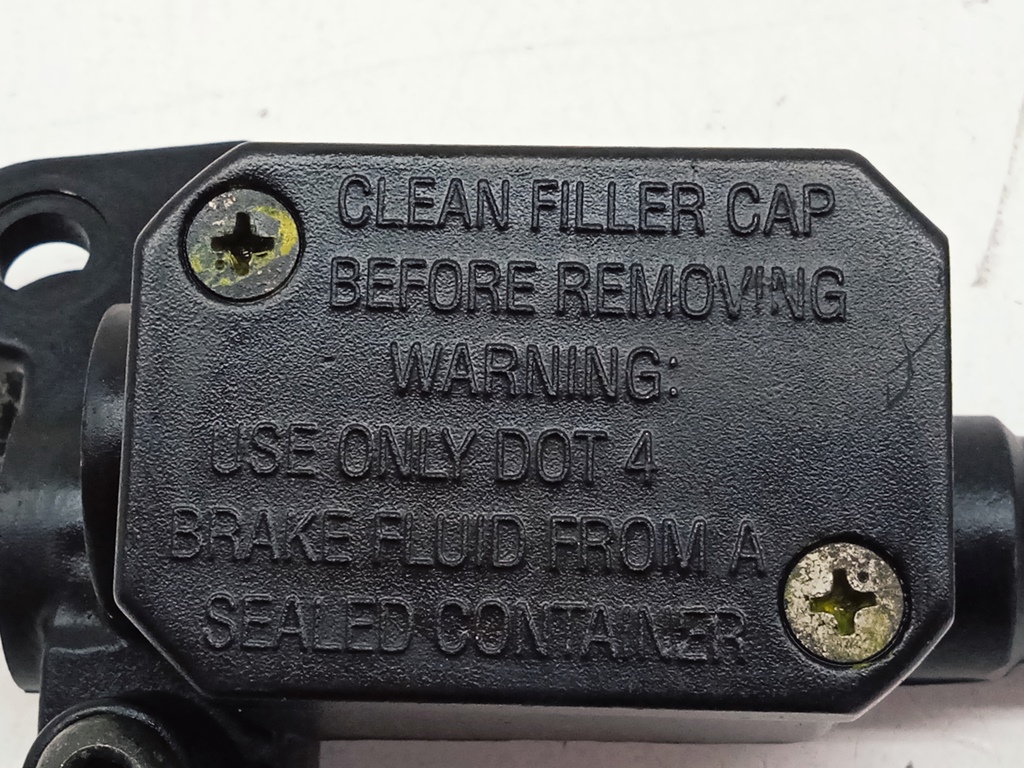 CLEAN FILLER CAP
BEFORE REMOVING
WARNING:
USE ONLY DOT 4
BRAKE FLUID FROM A
SEALED CONTAINER